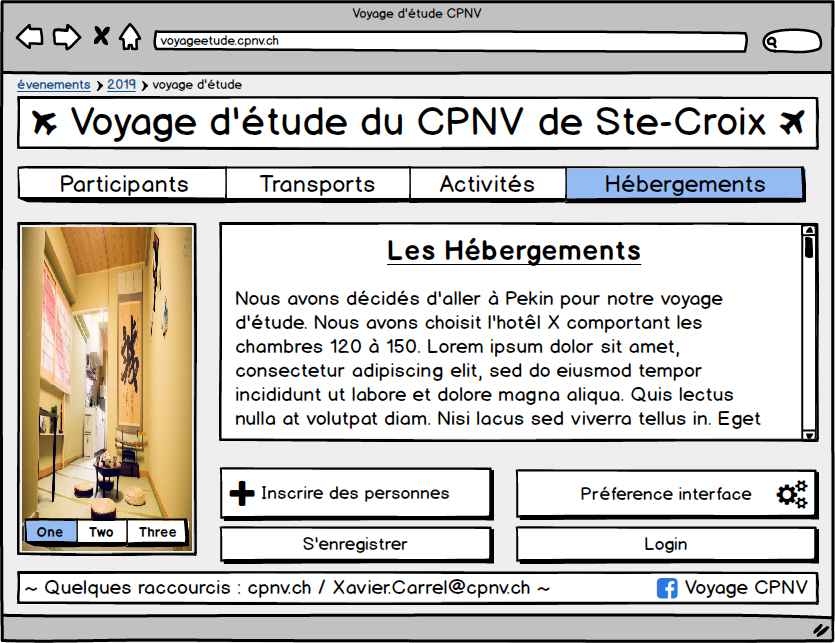 Voyage d'étude CPNV
voyageetude.cpnv.ch
évenements > 2019 > voyage d'étude
Voyage d'étude du CPNV de Ste-Croix
Participants Transports Activités Hébergements
Les Hébergements
Nous avons décidés d'aller à Pekin pour notre voyage
d'étude. Nous avons choisit l'hotêl X comportant les
chambres 120 à 150. Lorem ipsum dolor sit amet,
consectetur adipiscing elit, sed do eiusmod tempor
incididunt ut labore et dolore magna aliqua. Quis lectus
nulla at volutpat diam. Nisi lacus sed viverra tellus in. Eget
One Two Three
Inscrire des personnes
Préference interface
S'enregistrer
Login
~ Quelques raccourcis : cpnv.ch / Xavier.Carrel@cpnv.ch ~
Voyage CPNV